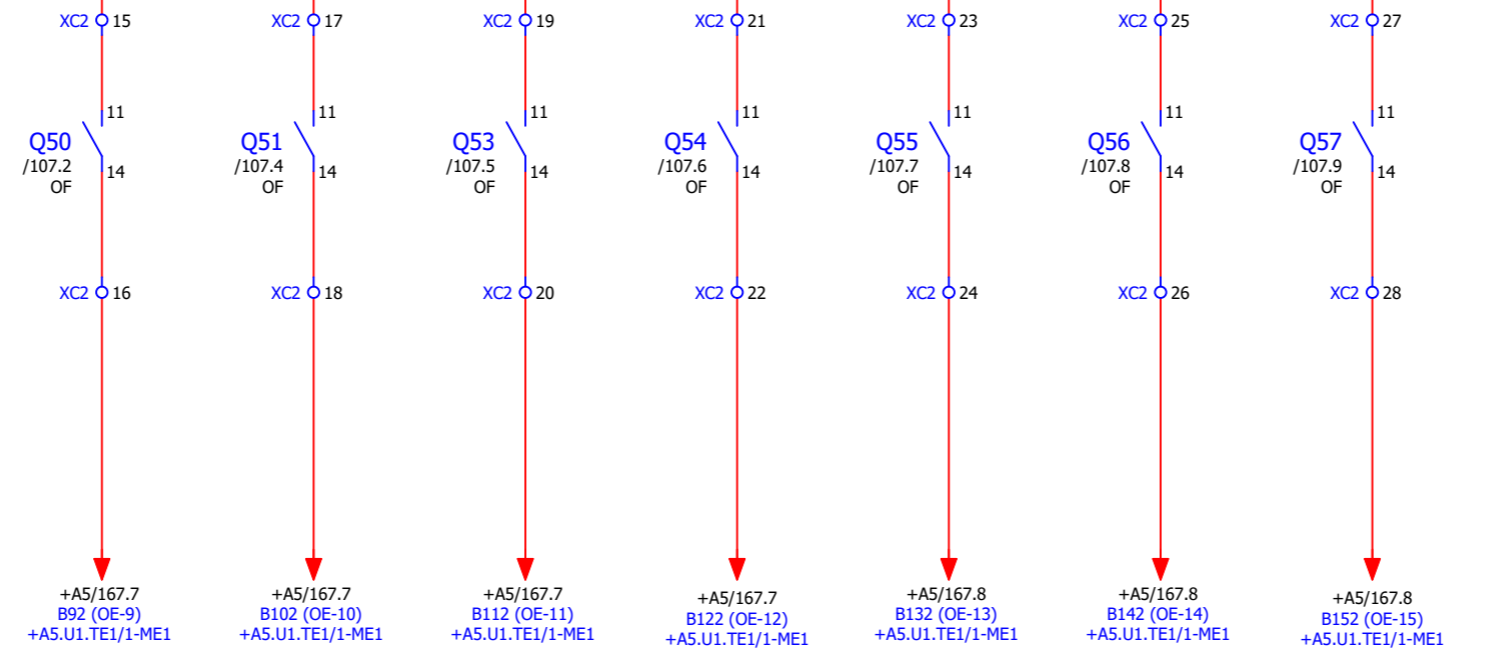 XC2 15
XC2 17
XC2 19
XC2 21
XC2 23
XC2 25
XC2 27
11
11
11
11
11
11
11
Q50
Q51
Q53
Q54
Q55
Q56
Q57
/107.2
/107.4
/107.5
/107.6
/107.7
/107.8
/107.9
14
14
14
14
14
14
14
OF
OF
OF
OF
OF
OF
OF
XC2 16
XC2 18
XC2 20
XC2 22
XC2 24
XC2 26
XC2 28
+A5/167.7
B92 (OE-9)
+A5.U1.TE1/1-ME1
+A5/167.7
B102 (OE-10)
+A5.U1.TE1/1-ME1
+A5/167.7
B112 (OE-11)
+A5.U1.TE1/1-ME1
+A5/167.7
B122 (OE-12)
+A5.U1.TE1/1-ME1
+A5/167.8
B132 (OE-13)
+A5.U1.TE1/1-ME1
+A5/167.8
B142 (OE-14)
+A5.U1.TE1/1-ME1
+A5/167.8
B152 (OE-15)
+A5.U1.TE1/1-ME1